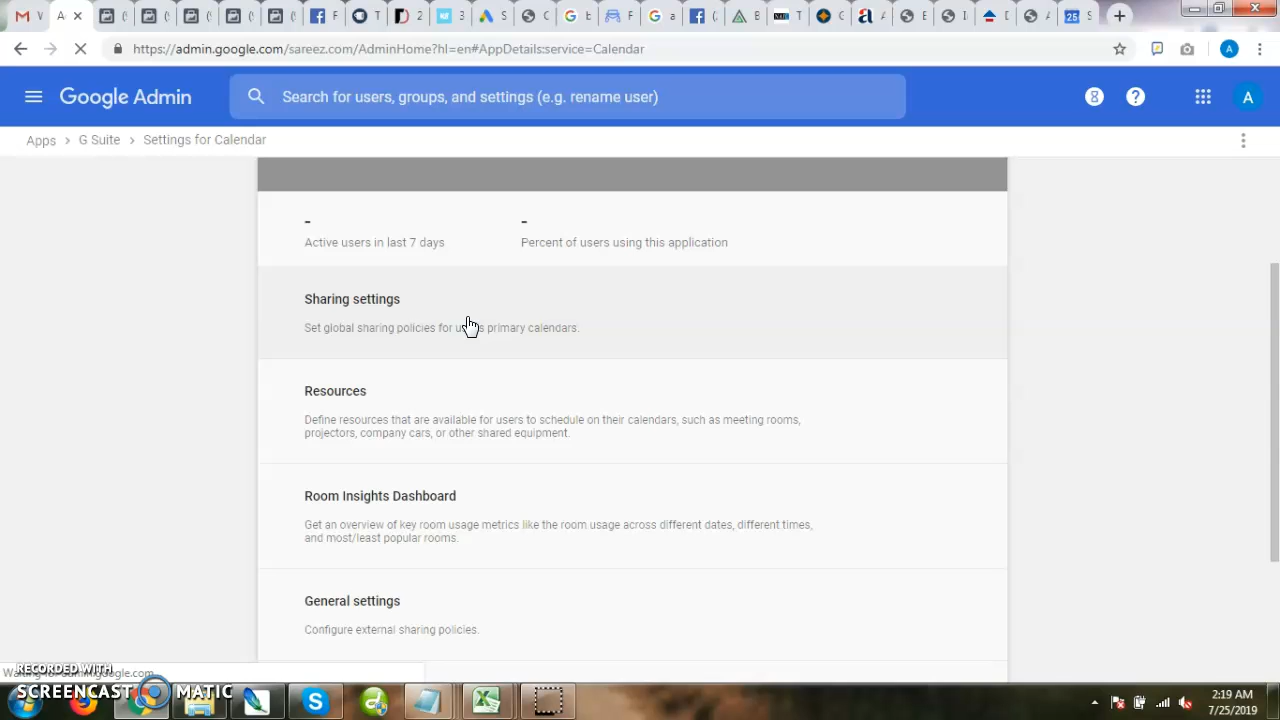 https://admin.google.com/sareez.com/AdminHome?hl=en#AppDetails:service=Calendar
A
Google Admin
Search for users, groups, and settings (e.g. rename user)
A
Apps > G Suite > Settings for Calendar
-
-
Active users in last 7 days
Percent of users using this application
Sharing settings
Set global sharing policies for primary calendars.
Resources
Define resources that are available for users to schedule on their calendars, such as meeting rooms,
projectors, company cars, or other shared equipment.
Room Insights Dashboard
Get an overview of key room usage metrics like the room usage across different dates, different times,
and most/least popular rooms.
General settings
Configure external sharing policies.
RECORDED WITH
SCREENCAST MATIC
2:19 AM
7/25/2019